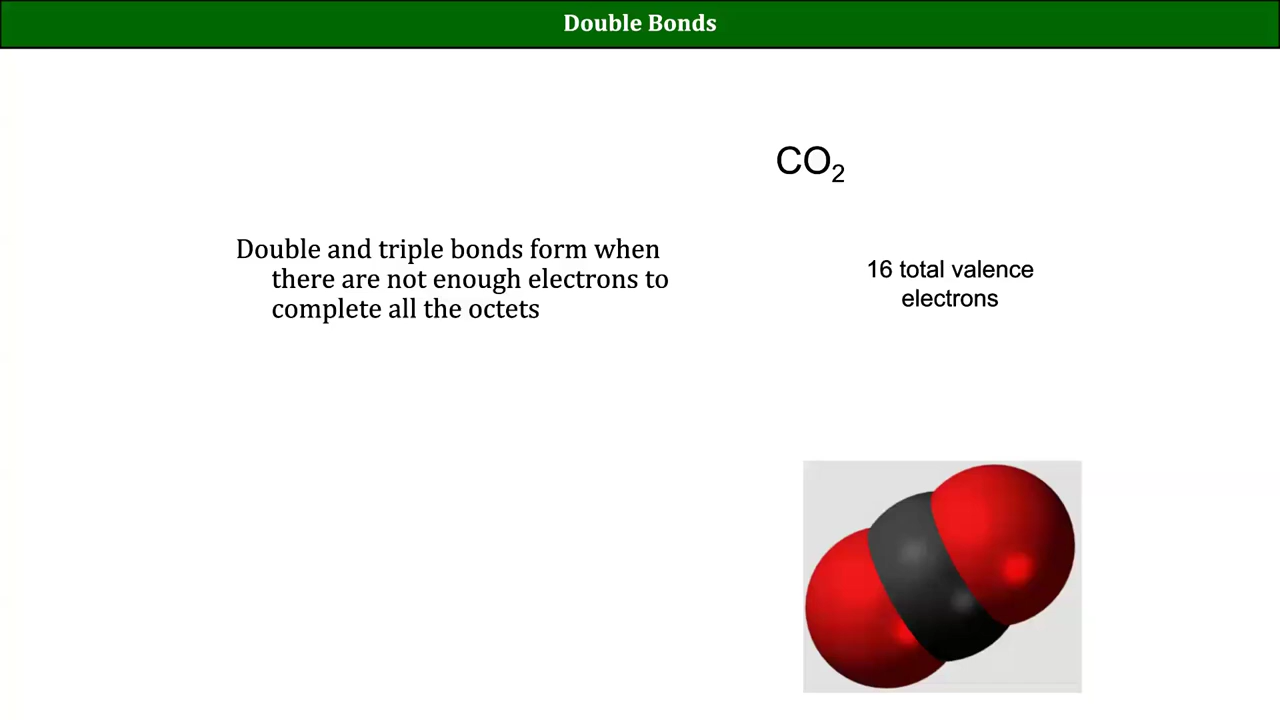 Double Bonds
CO₂
Double and triple bonds form when
there are not enough electrons to
complete all the octets
16 total valence
electrons